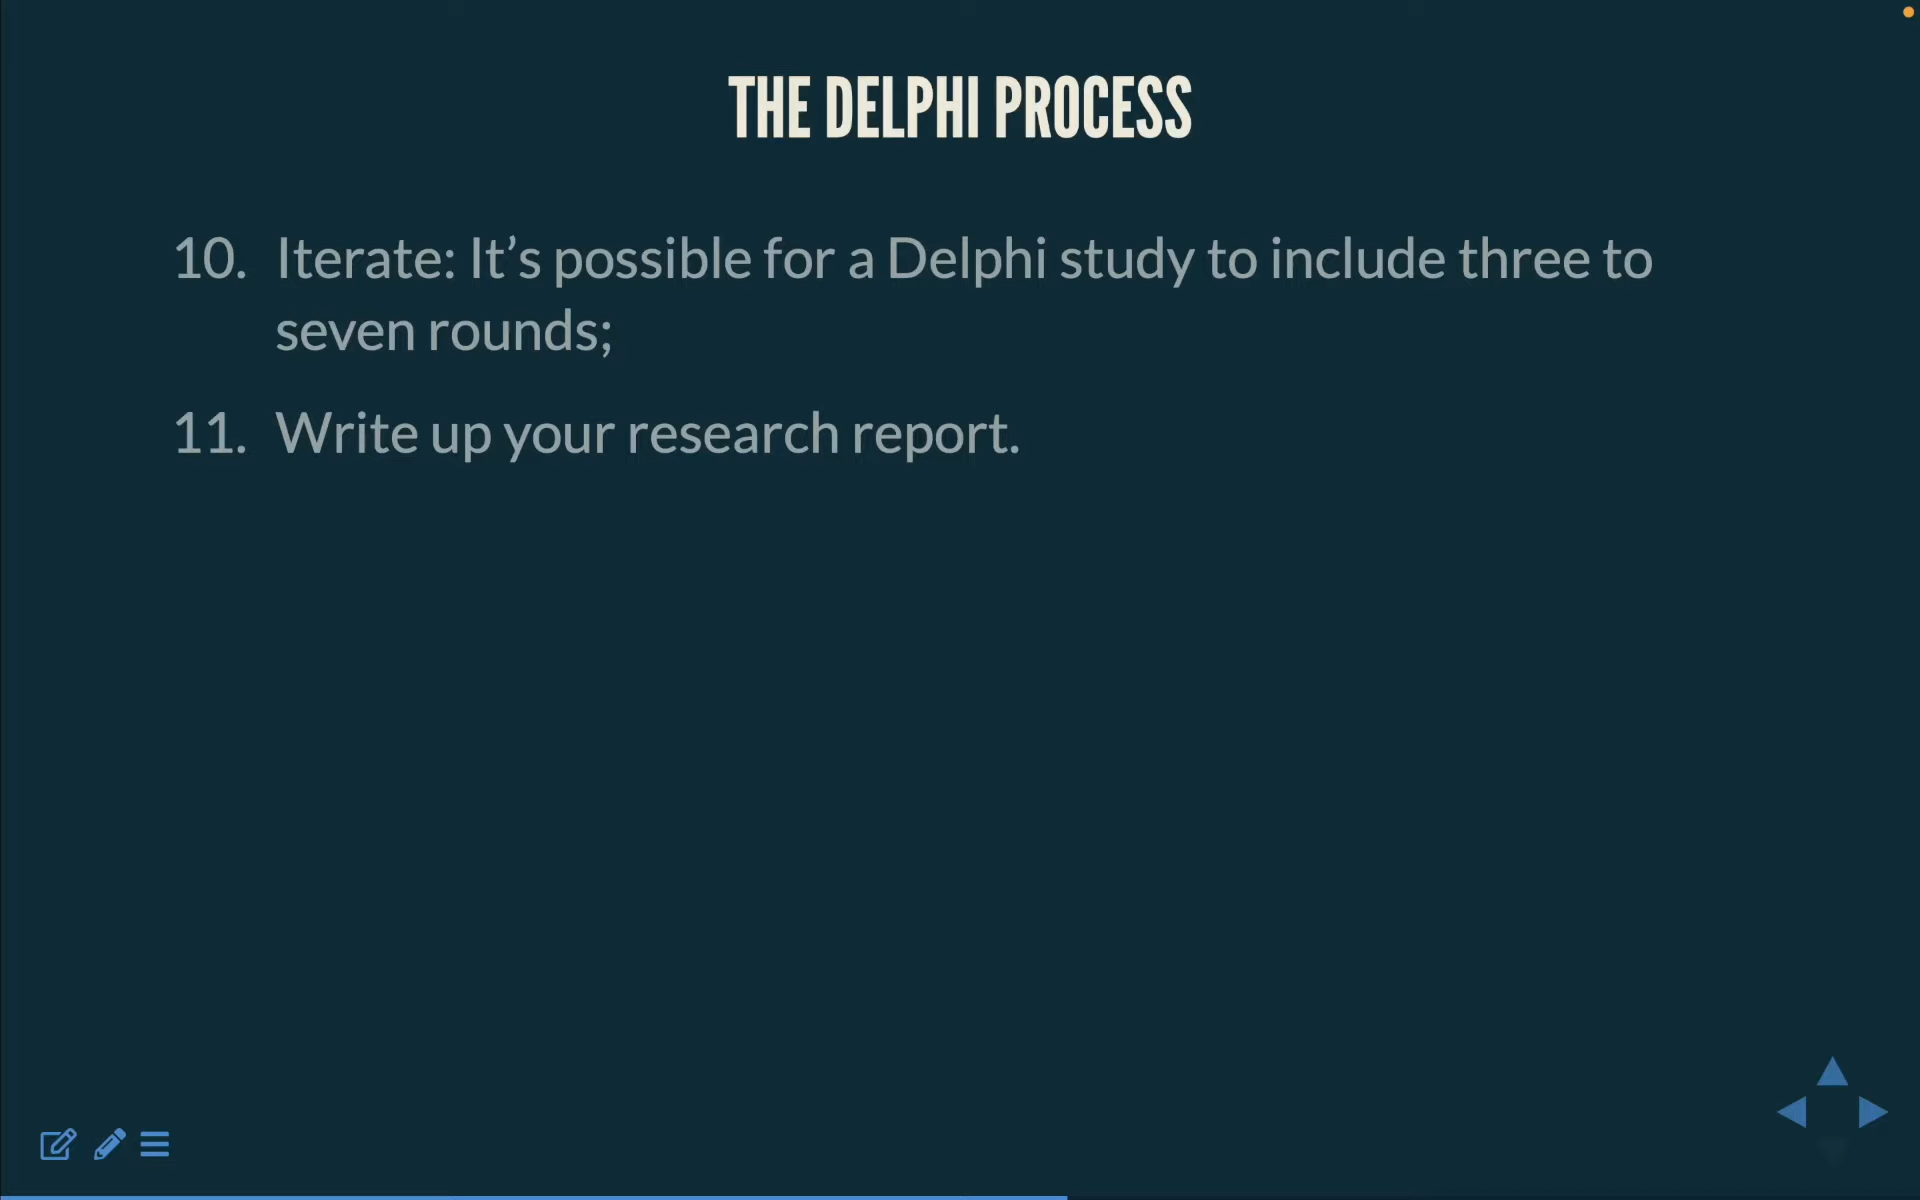 THE DELPHI PROCESS
10. Iterate: It’s possible for a Delphi study to include three to
seven rounds;
11. Write up your research report.